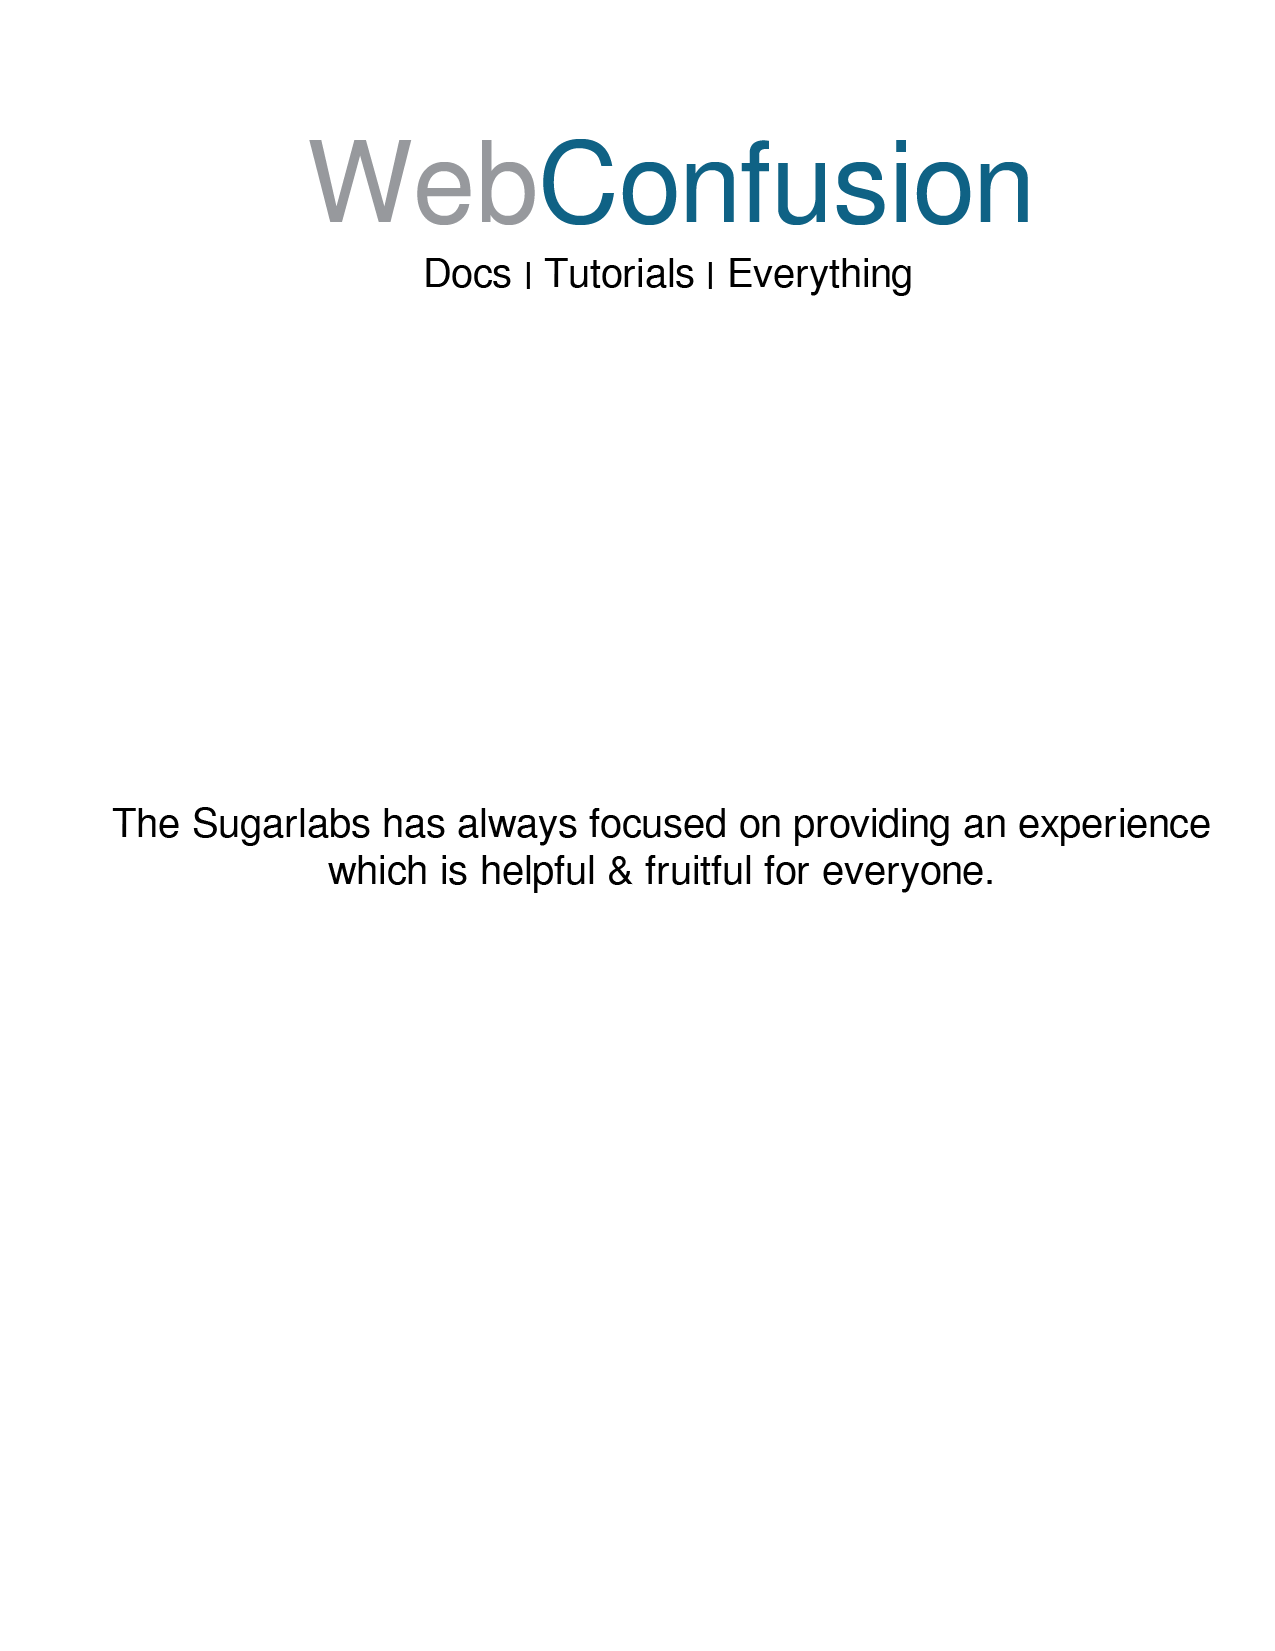 WebConfusion
Docs | Tutorials | Everything
The Sugarlabs has always focused on providing an experience
which is helpful & fruitful for everyone.